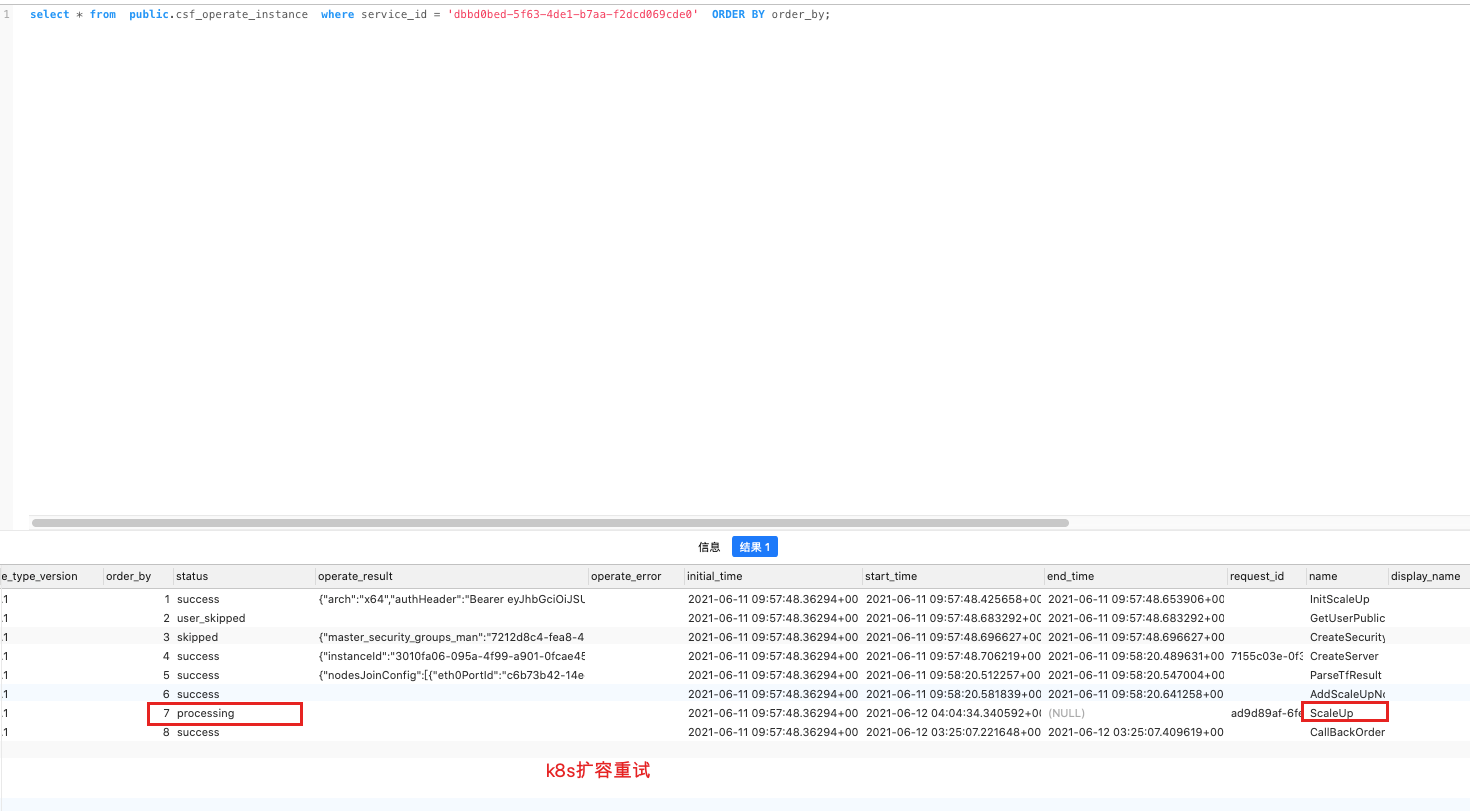 1 select * from public.csf_operate_instance where service_id = 'dbbd0bed-5f63-4de1-b7aa-f2dcd069cde0' ORDER BY order_by;
信息 结果 1
e_type_version order_by status operate_result operate_error initial_time start_time end_time request_id name display_name
.1 1 success {"arch":"x64","authHeader":"Bearer eyJhbGciOiJSU 2021-06-11 09:57:48.36294+00 2021-06-11 09:57:48.425658+0( 2021-06-11 09:57:48.653906+00 InitScaleUp
.1 2 user_skipped 2021-06-11 09:57:48.36294+00 2021-06-11 09:57:48.683292+00 2021-06-11 09:57:48.683292+00 GetUserPublic
.1 3 skipped {"master_security_groups_man":"7212d8c4-fea8-4 2021-06-11 09:57:48.36294+00 2021-06-11 09:57:48.696627+00 2021-06-11 09:57:48.696627+00 CreateSecurity
.1 4 success {"instanceId":"3010fa06-095a-4f99-a901-0fcae45 2021-06-11 09:57:48.36294+00 2021-06-11 09:57:48.706219+00 2021-06-11 09:58:20.489631+00 7155c03e-0f3 CreateServer
.1 5 success {"nodesJoinConfig":[{"eth0PortId":"c6b73b42-14e 2021-06-11 09:57:48.36294+00 2021-06-11 09:58:20.512257+00 2021-06-11 09:58:20.547004+00 ParseTfResult
.1 6 success 2021-06-11 09:57:48.36294+00 2021-06-11 09:58:20.581839+00 2021-06-11 09:58:20.641258+00 AddScaleUpNo
.1 7 processing 2021-06-11 09:57:48.36294+00 2021-06-12 04:04:34.340592+0( (NULL) ad9d89af-6fe ScaleUp
.1 8 success 2021-06-11 09:57:48.36294+00 2021-06-12 03:25:07.221648+00 2021-06-12 03:25:07.409619+00 CallBackOrder
k8s扩容重试